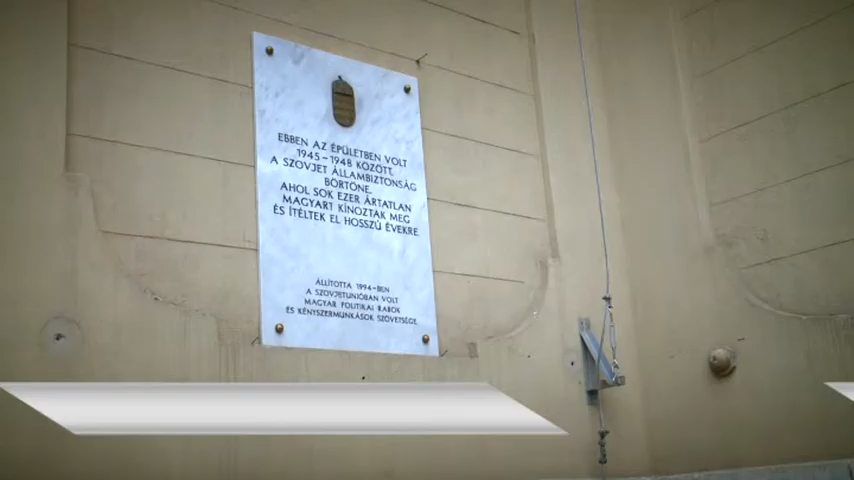 EBBEN AZ ÉPÜLETBEN VOLT
1945-1948 KÖZÖTT,
A SZOVJET ÁLLAMBIZTONSÁG
BÖRTÖNE.
AHOL SOK EZER ÁRTATLAN
MAGYART KÍNOZTAK MEG
ÉS ÍTÉLTEK EL HOSSZÚ ÉVEKRE.
ÁLLÍTOTTA 1994-BEN
A SZOVJETUNIÓBAN VOLT
MAGYAR POLITIKAI RABOK
ÉS KÉNYSZERMUNKÁSOK SZÖVETSÉGE.